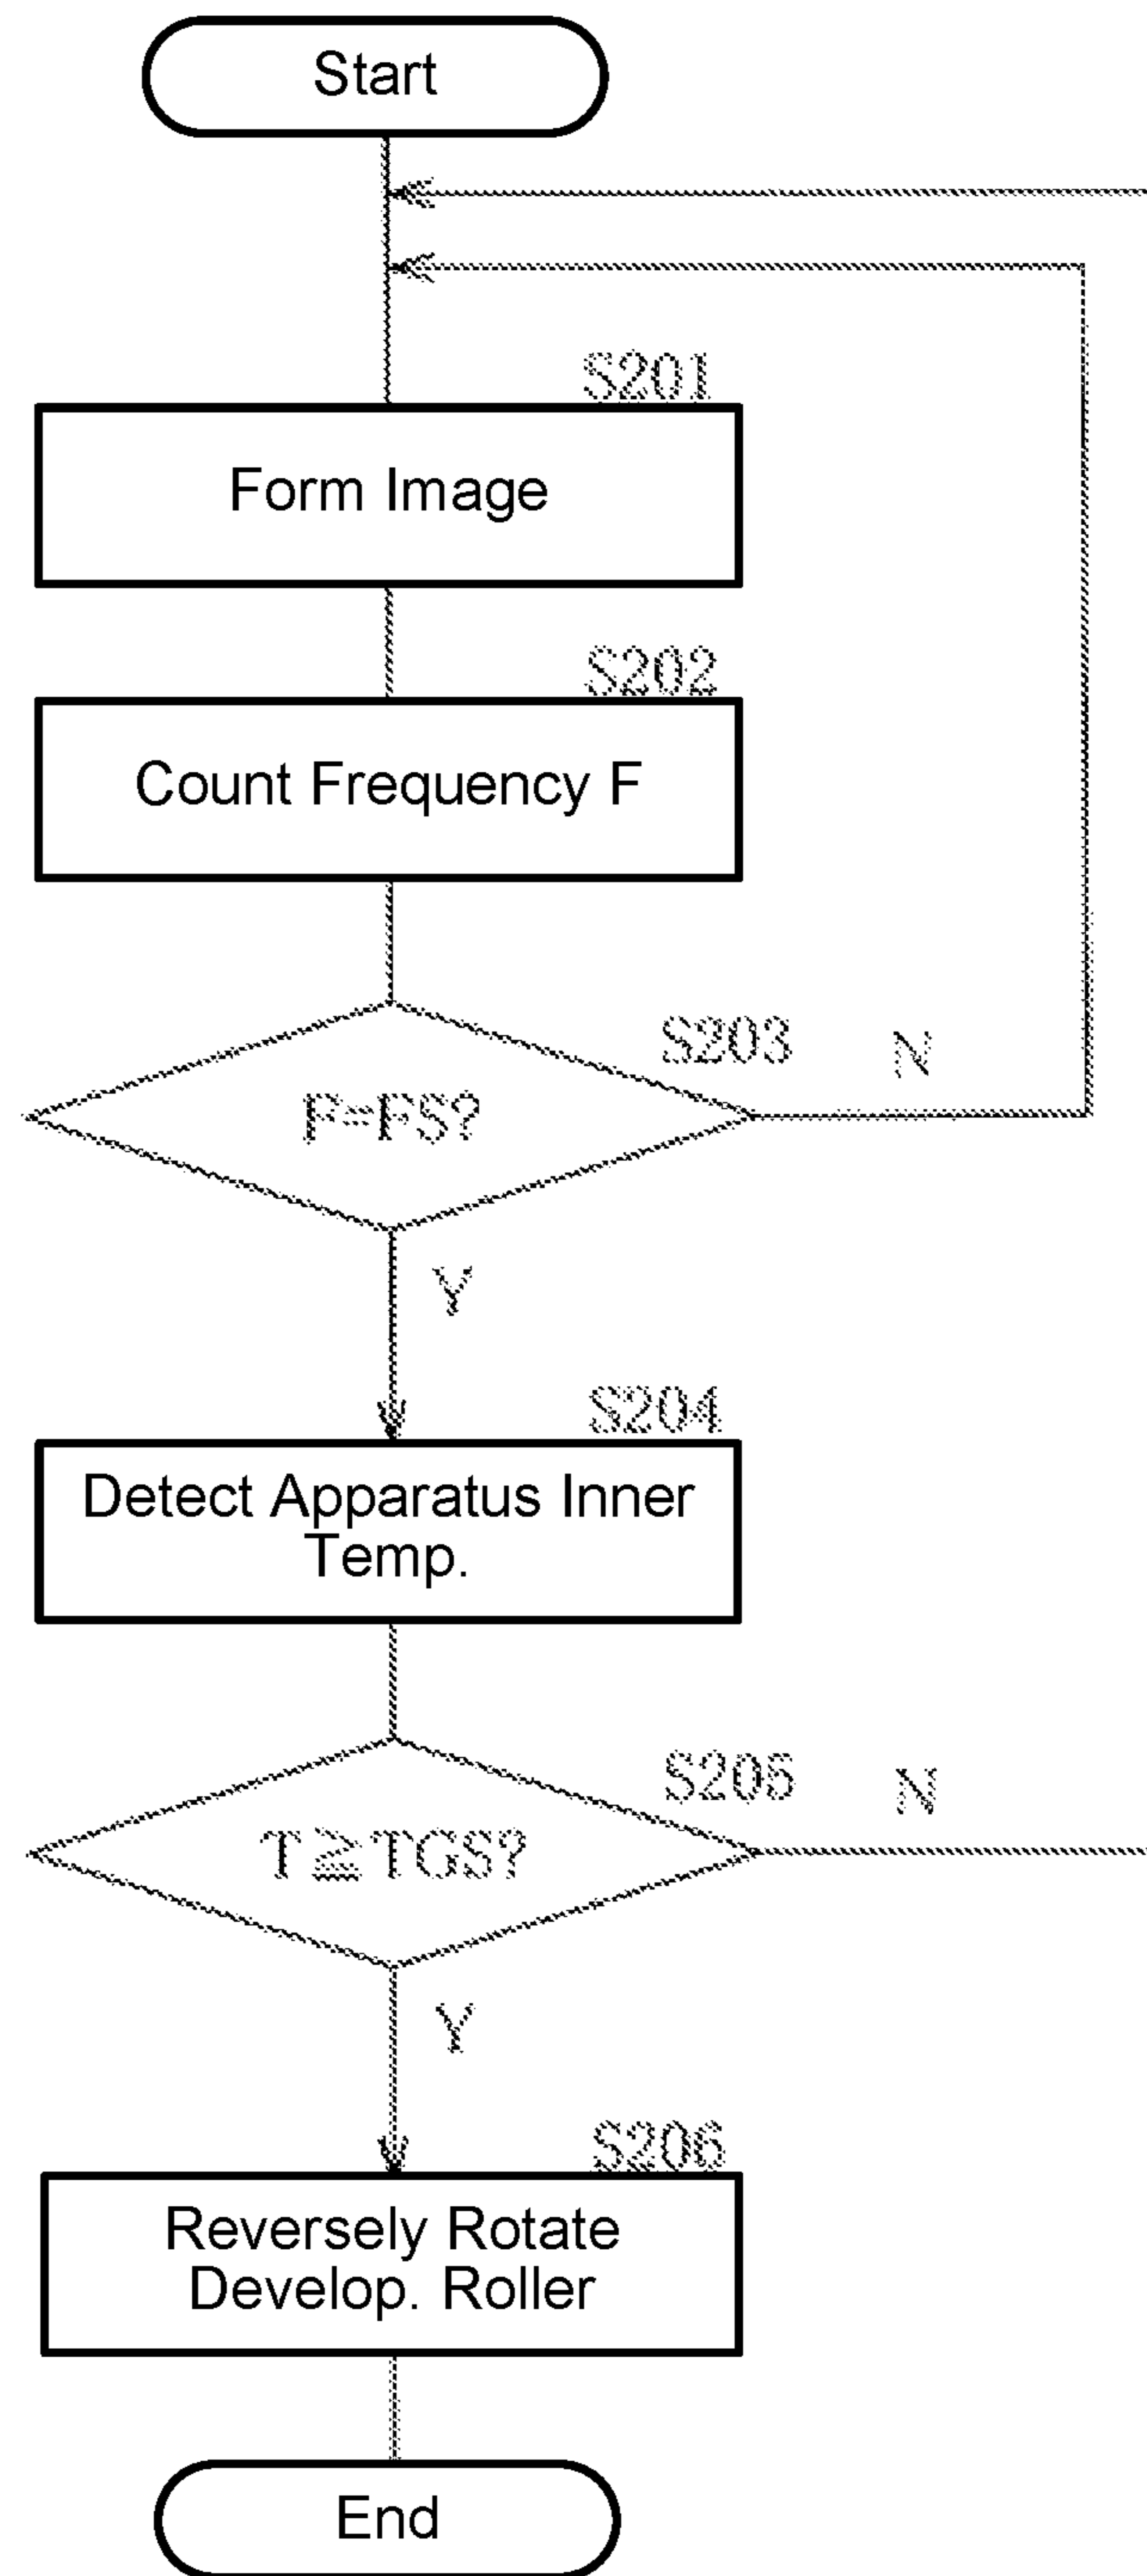 Start
S201
Form Image
S202
Count Frequency F
S203
N
F=FS?
Y
S204
Detect Apparatus Inner
Temp.
S205
N
T≧TGS?
Y
S206
Reversely Rotate
Develop. Roller
End